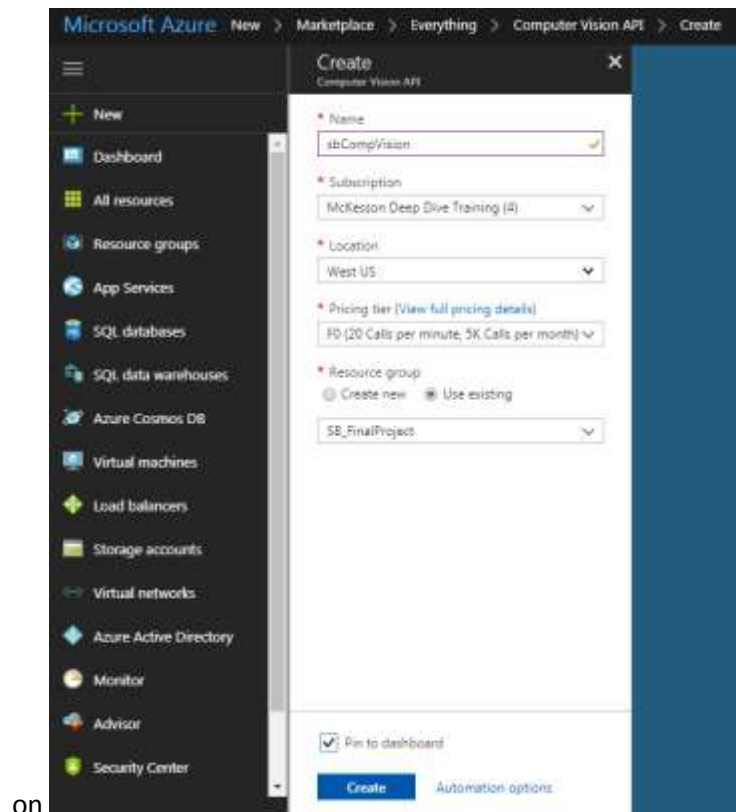 Microsoft Azure New > Marketplace > Everything > Computer Vision API > Create
Create
Computer Vision API
New
Dashboard
All resources
Resource groups
App Services
SQL databases
SQL data warehouses
Azure Cosmos DB
Virtual machines
Load balancers
Storage accounts
Virtual networks
Azure Active Directory
Monitor
Advisor
Security Center
* Name
sbCompVision
* Subscription
McKesson Deep Dive Training (4)
* Location
West US
* Pricing tier (View full pricing details)
F0 (20 Calls per minute, 5K Calls per month)
* Resource group
Create new Use existing
SB_FinalProject
Pin to dashboard
Create Automation options
on